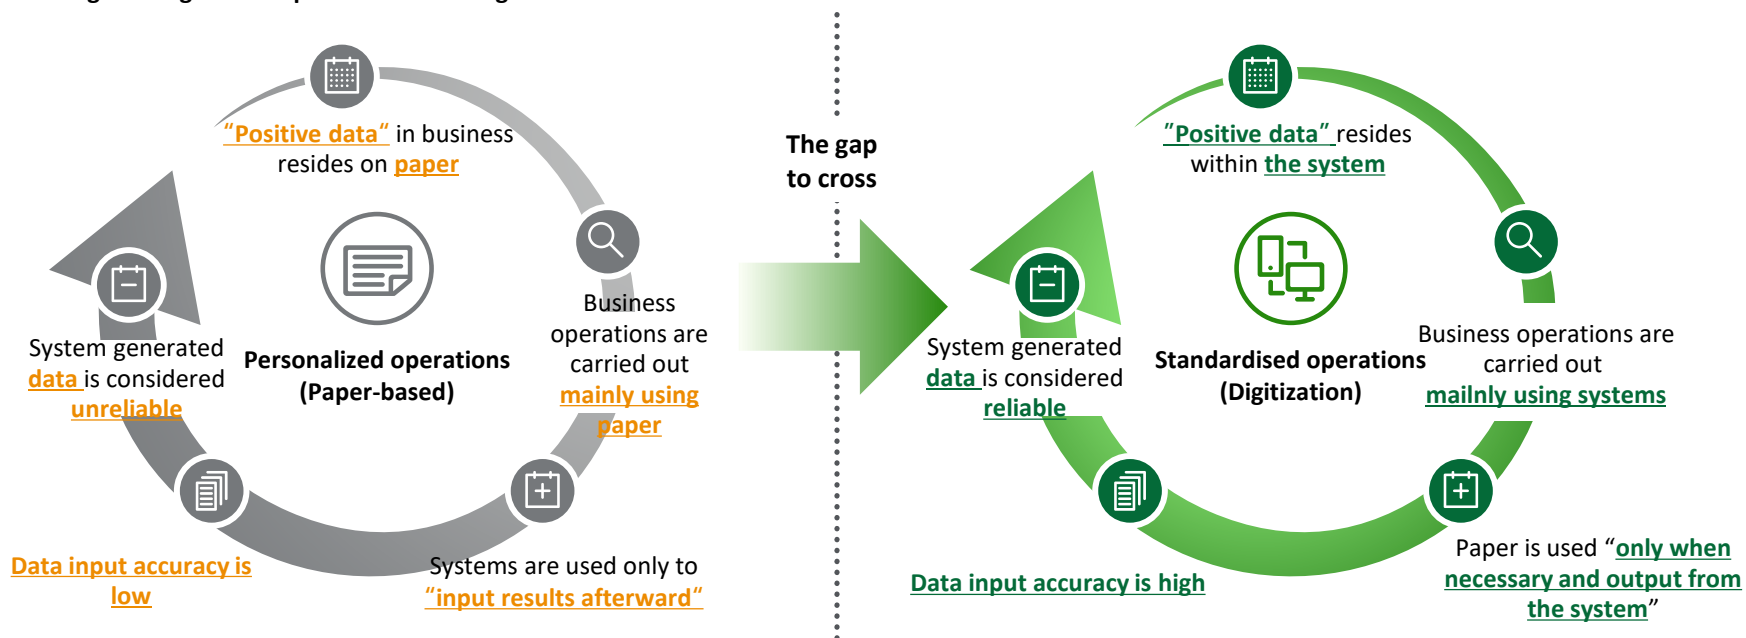 "Positive data" in business
resides on paper
Business
operations are
carried out
mainly using
paper
Systems are used only to
"input results afterward"
Data input accuracy is
low
System generated
data is considered
unreliable
Personalized operations
(Paper-based)
The gap
to cross
"Positive data" resides
within the system
Business operations are
carried out
mainly using systems
Paper is used "only when
necessary and output from
the system"
Data input accuracy is high
System generated
data is considered
reliable
Standardised operations
(Digitization)